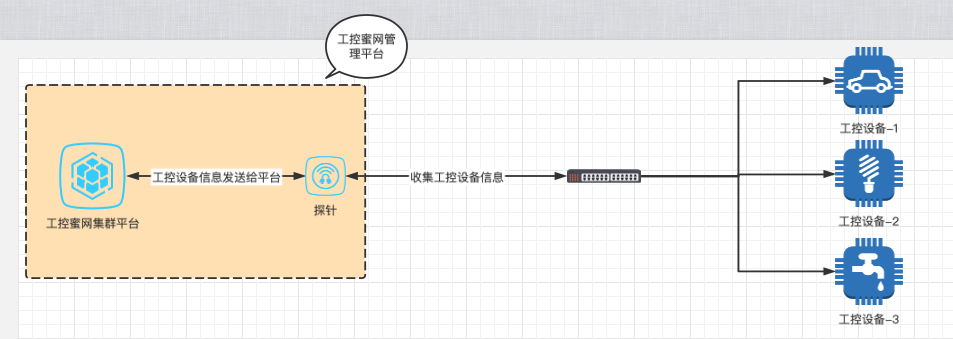 工控蜜网管
理平台
工控设备-1
工控设备信息发送给平台
收集工控设备信息
探针
工控蜜网集群平台
工控设备-2
工控设备-3